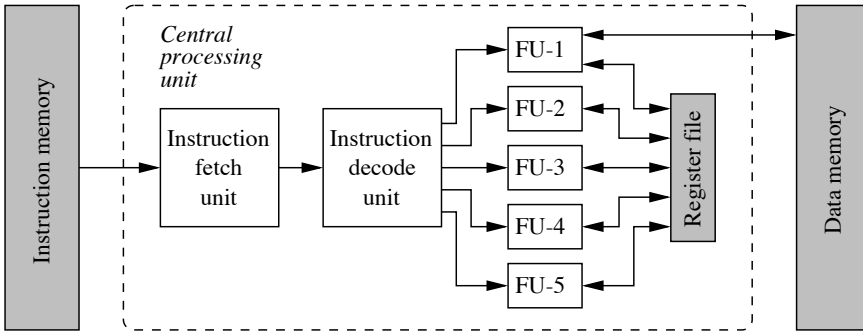 Instruction memory
Central
processing
unit
Instruction
fetch
unit
Instruction
decode
unit
FU-1
FU-2
FU-3
FU-4
FU-5
Register file
Data memory